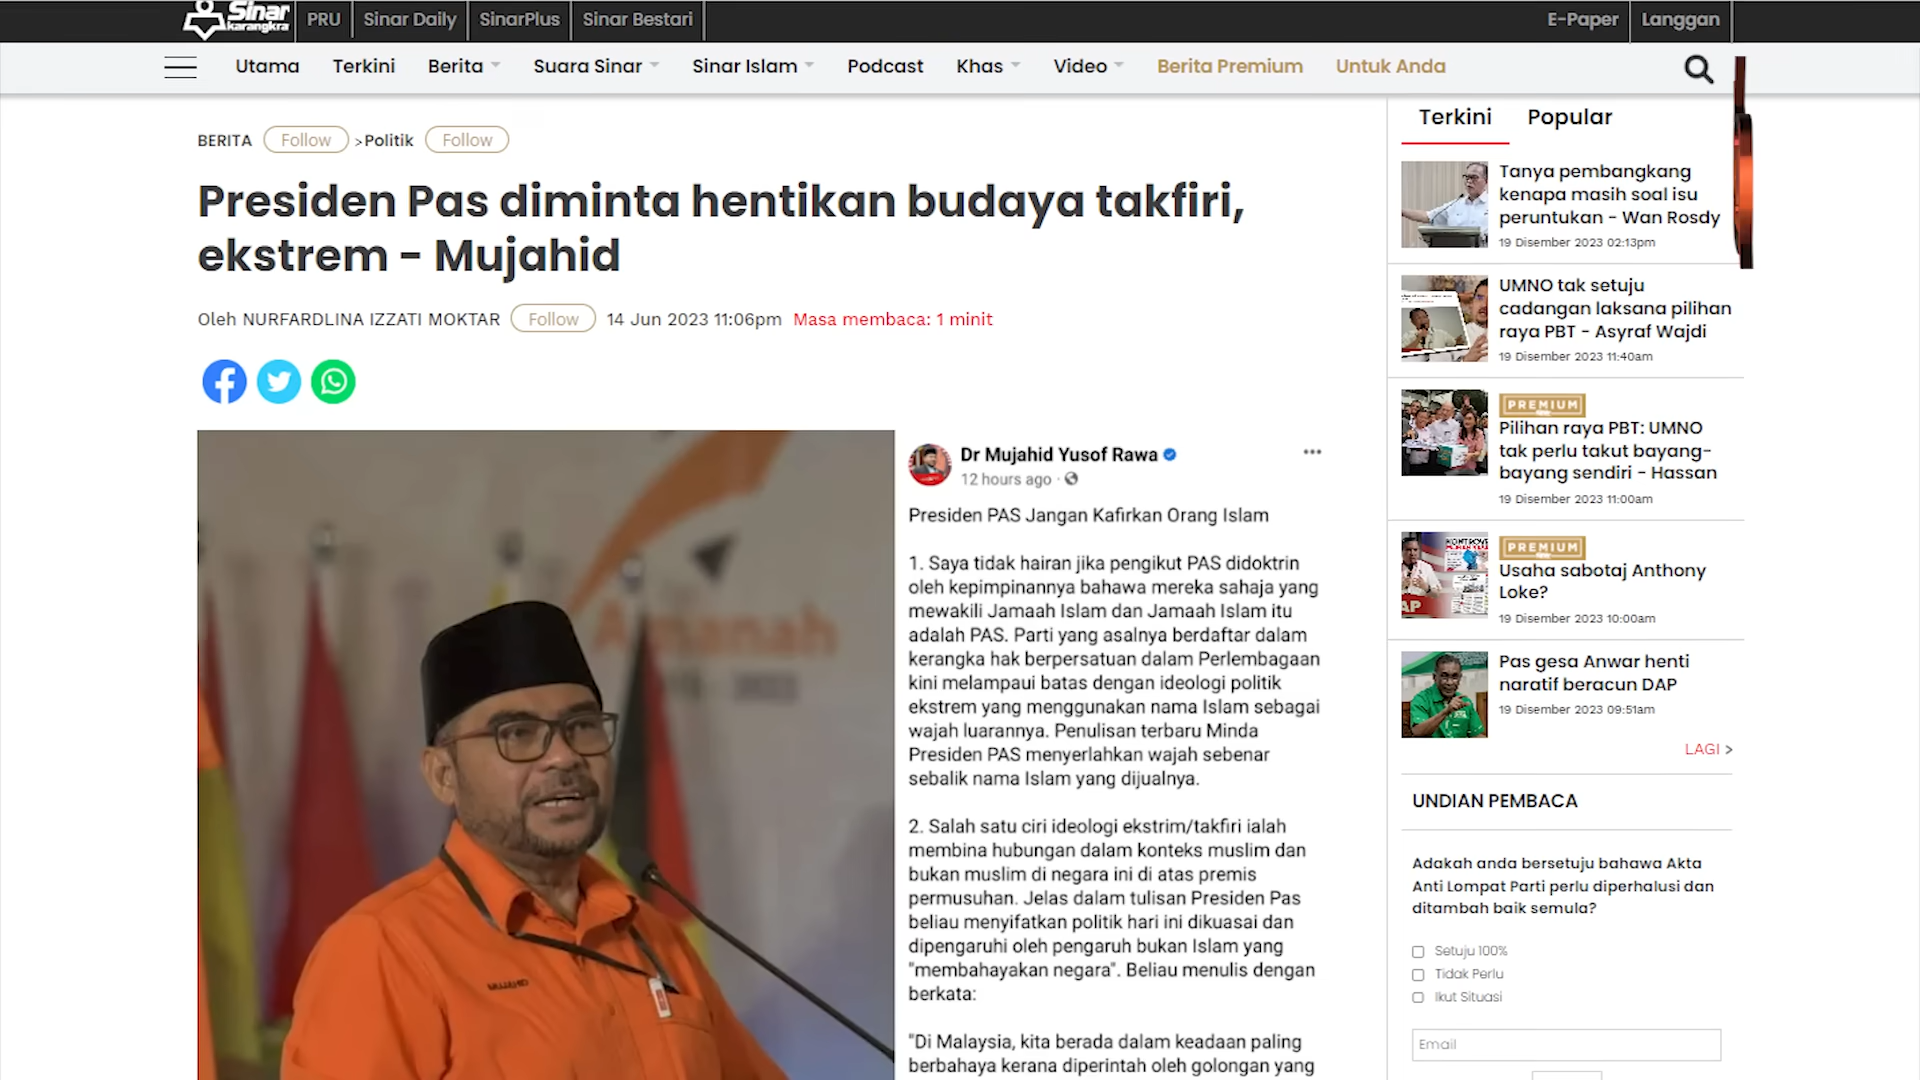 Sinar
karangkraf
PRU
Sinar Daily
SinarPlus
Sinar Bestari
E-Paper
Langgan
Utama
Terkini
Berita
Suara Sinar
Sinar Islam
Podcast
Khas
Video
Berita Premium
Untuk Anda
BERITA Follow >Politik Follow
Presiden Pas diminta hentikan budaya takfiri,
ekstrem - Mujahid
Oleh NURFARDLINA IZZATI MOKTAR Follow 14 Jun 2023 11:06pm Masa membaca: 1 minit
Amanah
MUJAHID
Dr Mujahid Yusof Rawa
12 hours ago ·
Presiden PAS Jangan Kafirkan Orang Islam
1. Saya tidak hairan jika pengikut PAS didoktrin
oleh kepimpinannya bahawa mereka sahaja yang
mewakili Jamaah Islam dan Jamaah Islam itu
adalah PAS. Parti yang asalnya berdaftar dalam
kerangka hak berpersatuan dalam Perlembagaan
kini melampaui batas dengan ideologi politik
ekstrem yang menggunakan nama Islam sebagai
wajah luarannya. Penulisan terbaru Minda
Presiden PAS menyerlahkan wajah sebenar
sebalik nama Islam yang dijualnya.
2. Salah satu ciri ideologi ekstrim/takfiri ialah
membina hubungan dalam konteks muslim dan
bukan muslim di negara ini di atas premis
permusuhan. Jelas dalam tulisan Presiden Pas
beliau menyifatkan politik hari ini dikuasai dan
dipengaruhi oleh pengaruh bukan Islam yang
"membahayakan negara". Beliau menulis dengan
berkata:
"Di Malaysia, kita berada dalam keadaan paling
berbahaya kerana diperintah oleh golongan yang
Terkini
Popular
Tanya pembangkang
kenapa masih soal isu
peruntukan - Wan Rosdy
19 Disember 2023 02:13pm
UMNO tak setuju
cadangan laksana pilihan
raya PBT - Asyraf Wajdi
19 Disember 2023 11:40am
PREMIUM
Pilihan raya PBT: UMNO
tak perlu takut bayang-
bayang sendiri - Hassan
19 Disember 2023 11:00am
PREMIUM
Usaha sabotaj Anthony
Loke?
19 Disember 2023 10:00am
Pas gesa Anwar henti
naratif beracun DAP
19 Disember 2023 09:51am
LAGI >
UNDIAN PEMBACA
Adakah anda bersetuju bahawa Akta
Anti Lompat Parti perlu diperhalusi dan
ditambah baik semula?
Setuju 100%
Tidak Perlu
Ikut Situasi
Email